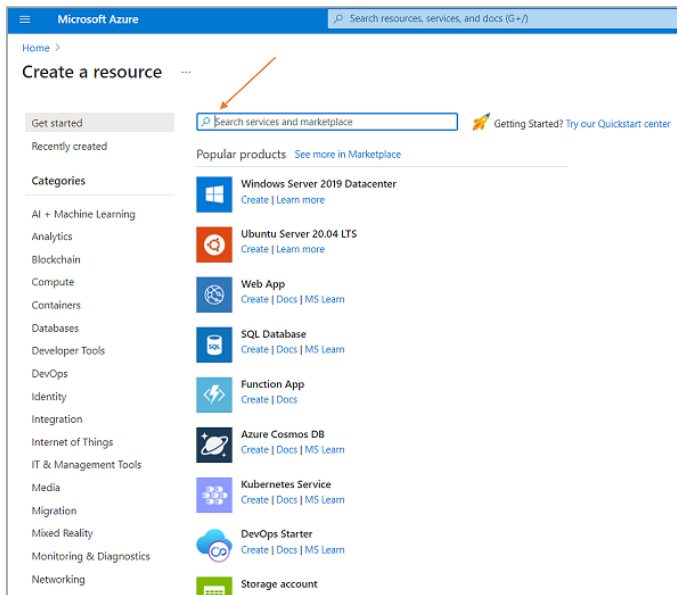 Microsoft Azure
Search resources, services, and docs (G+/)
Home >
Create a resource ...
Get started
Recently created
Categories
AI + Machine Learning
Analytics
Blockchain
Compute
Containers
Databases
Developer Tools
DevOps
Identity
Integration
Internet of Things
IT & Management Tools
Media
Migration
Mixed Reality
Monitoring & Diagnostics
Networking
Search services and marketplace
Getting Started? Try our Quickstart center
Popular products See more in Marketplace
Windows Server 2019 Datacenter
Create | Learn more
Ubuntu Server 20.04 LTS
Create | Learn more
Web App
Create | Docs | MS Learn
SQL
SQL Database
Create | Docs | MS Learn
Function App
Create | Docs
Azure Cosmos DB
Create | Docs | MS Learn
Kubernetes Service
Create | Docs | MS Learn
DevOps Starter
Create | Docs | MS Learn
Storage account